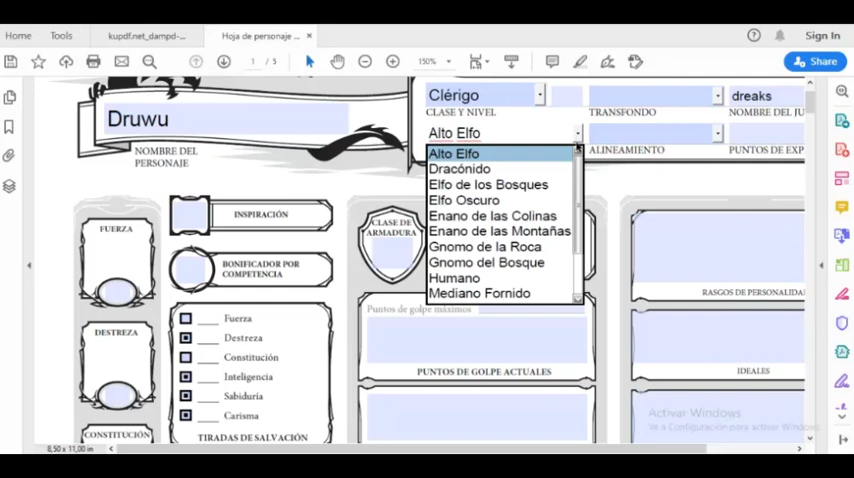 Home Tools kupdf.net_dampd-... Hoja de personaje ... × Sign In
1 / 5 150% Share
Clérigo dreaks
Druwu CLASE Y NIVEL TRANSFONDO NOMBRE DEL JU
Alto Elfo
NOMBRE DEL PERSONAJE ALINEAMIENTO PUNTOS DE EXP
Alto Elfo
Dracónido
Elfo de los Bosques
Elfo Oscuro
Enano de las Colinas
Enano de las Montañas
Gnomo de la Roca
Gnomo del Bosque
Humano
Mediano Fornido
INSPIRACIÓN
FUERZA
CLASE DE
ARMADURA
BONIFICADOR POR
COMPETENCIA
RASGOS DE PERSONALIDA
Puntos de golpe máximos
Fuerza
DESTREZA
Destreza
Constitución
PUNTOS DE GOLPE ACTUALES
IDEALES
Inteligencia
Sabiduría
Carisma
Activar Windows
Ve a Configuración para activar Windows
CONSTITUCIÓN
TIRADAS DE SALVACIÓN
8,50 x 11,00 in